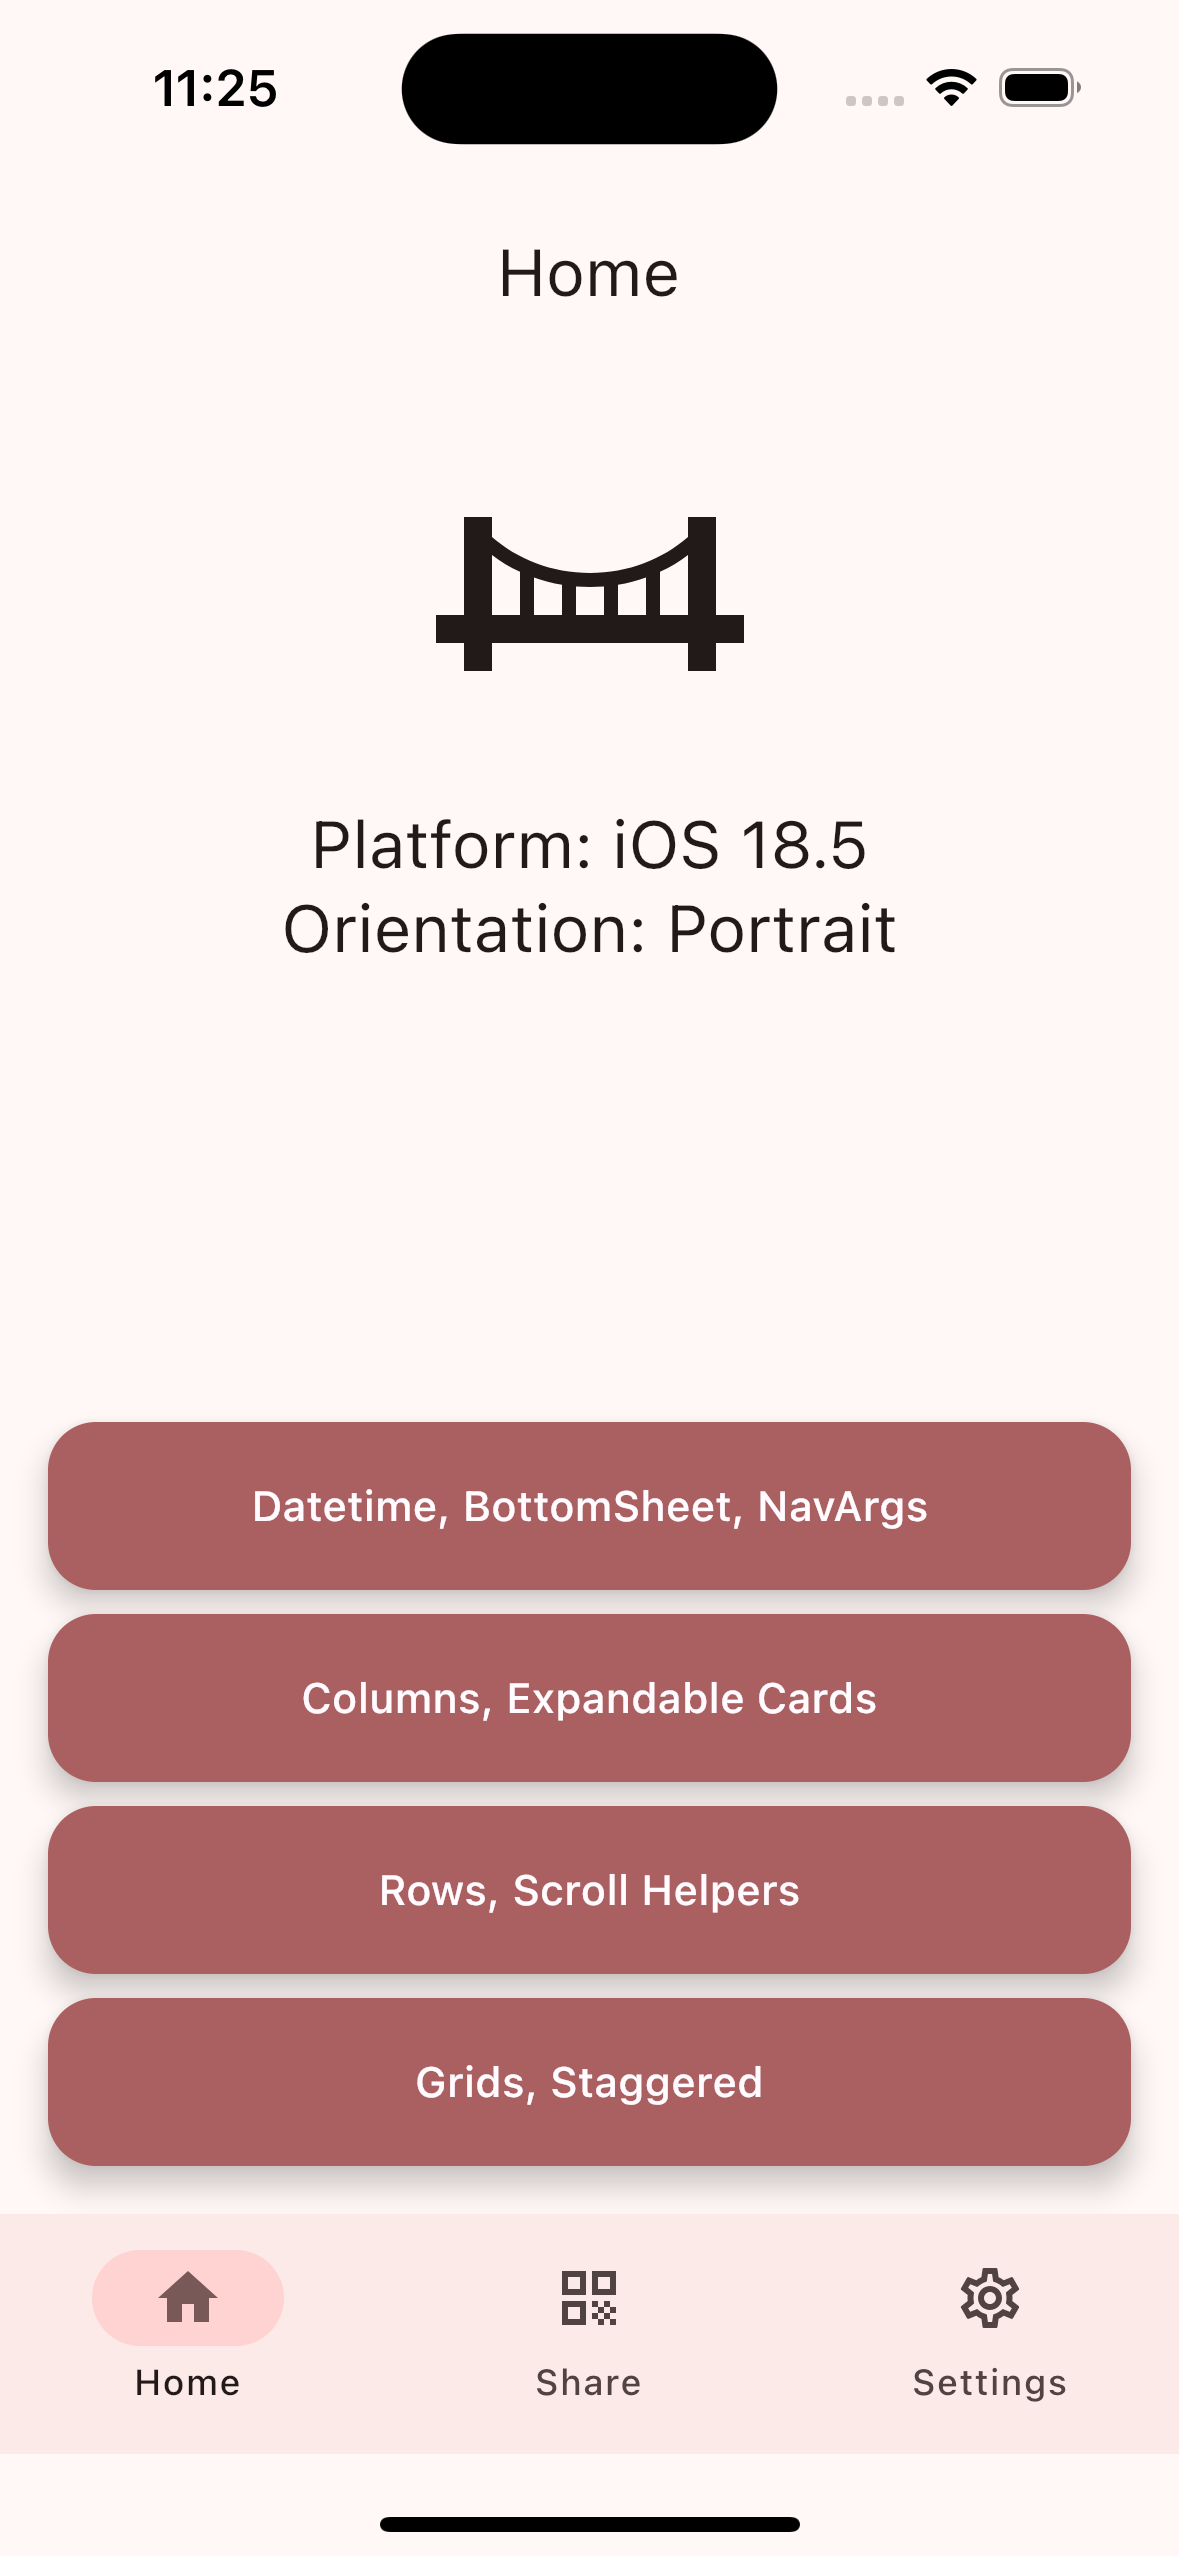 11:25
Home
Platform: iOS 18.5
Orientation: Portrait
Datetime, BottomSheet, NavArgs
Columns, Expandable Cards
Rows, Scroll Helpers
Grids, Staggered
Home
Share
Settings